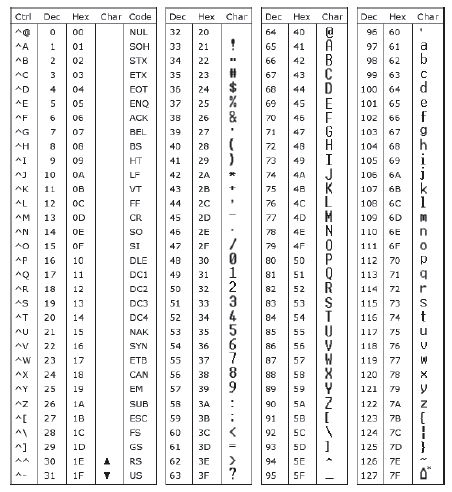 Ctrl Dec Hex Char Code Dec Hex Char Dec Hex Char Dec Hex Char
^@ 0 00 NUL 32 20 64 40 @ 96 60 `
^A 1 01 SOH 33 21 ! 65 41 A 97 61 a
^B 2 02 STX 34 22 " 66 42 B 98 62 b
^C 3 03 ETX 35 23 # 67 43 C 99 63 c
^D 4 04 EOT 36 24 $ 68 44 D 100 64 d
^E 5 05 ENQ 37 25 % 69 45 E 101 65 e
^F 6 06 ACK 38 26 & 70 46 F 102 66 f
^G 7 07 BEL 39 27 ' 71 47 G 103 67 g
^H 8 08 BS 40 28 ( 72 48 H 104 68 h
^I 9 09 HT 41 29 ) 73 49 I 105 69 i
^J 10 0A LF 42 2A * 74 4A J 106 6A j
^K 11 0B VT 43 2B + 75 4B K 107 6B k
^L 12 0C FF 44 2C ' 76 4C L 108 6C l
^M 13 0D CR 45 2D - 77 4D M 109 6D m
^N 14 0E SO 46 2E . 78 4E N 110 6E n
^O 15 0F SI 47 2F / 79 4F O 111 6F o
^P 16 10 DLE 48 30 0 80 50 P 112 70 p
^Q 17 11 DC1 49 31 1 81 51 Q 113 71 q
^R 18 12 DC2 50 32 2 82 52 R 114 72 r
^S 19 13 DC3 51 33 3 83 53 S 115 73 s
^T 20 14 DC4 52 34 4 84 54 T 116 74 t
^U 21 15 NAK 53 35 5 85 55 U 117 75 u
^V 22 16 SYN 54 36 6 86 56 V 118 76 v
^W 23 17 ETB 55 37 7 87 57 W 119 77 w
^X 24 18 CAN 56 38 8 88 58 X 120 78 x
^Y 25 19 EM 57 39 9 89 59 Y 121 79 y
^Z 26 1A SUB 58 3A : 90 5A Z 122 7A z
^[ 27 1B ESC 59 3B ; 91 5B [ 123 7B {
^\ 28 1C FS 60 3C < 92 5C \ 124 7C ¦
^] 29 1D GS 61 3D = 93 5D ] 125 7D }
^^ 30 1E ▲ RS 62 3E > 94 5E ^ 126 7E ~
^- 31 1F ▼ US 63 3F ? 95 5F _ 127 7F ⌂*